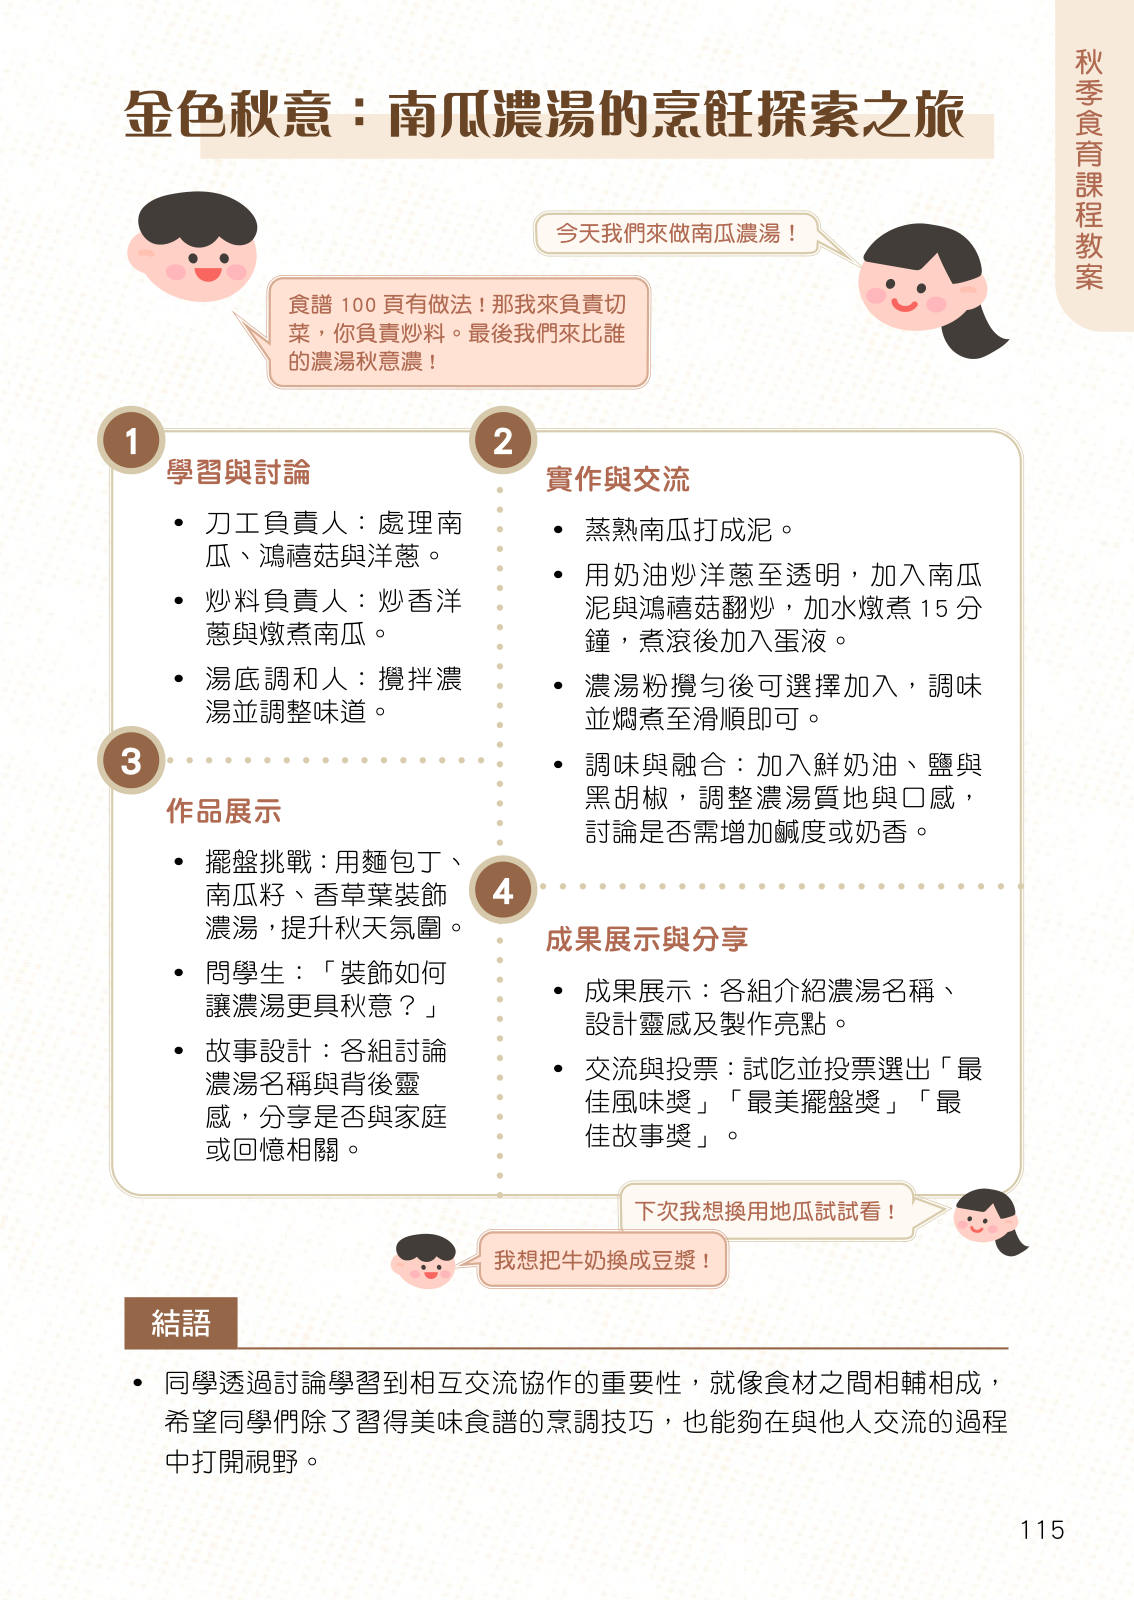 秋季食育課程教案
金色秋意：南瓜濃湯的烹飪探索之旅
今天我們來做南瓜濃湯！
食譜 100 頁有做法！那我來負責切
菜，你負責炒料。最後我們來比誰
的濃湯秋意濃！
1
學習與討論
• 刀工負責人：處理南
瓜、鴻禧菇與洋蔥。
• 炒料負責人：炒香洋
蔥與燉煮南瓜。
• 湯底調和人：攪拌濃
湯並調整味道。
2
實作與交流
• 蒸熟南瓜打成泥。
• 用奶油炒洋蔥至透明，加入南瓜
泥與鴻禧菇翻炒，加水燉煮 15 分
鐘，煮滾後加入蛋液。
• 濃湯粉攪勻後可選擇加入，調味
並燜煮至滑順即可。
• 調味與融合：加入鮮奶油、鹽與
黑胡椒，調整濃湯質地與口感，
討論是否需增加鹹度或奶香。
3
作品展示
• 擺盤挑戰：用麵包丁、
南瓜籽、香草葉裝飾
濃湯，提升秋天氛圍。
• 問學生：「裝飾如何
讓濃湯更具秋意？」
• 故事設計：各組討論
濃湯名稱與背後靈
感，分享是否與家庭
或回憶相關。
4
成果展示與分享
• 成果展示：各組介紹濃湯名稱、
設計靈感及製作亮點。
• 交流與投票：試吃並投票選出「最
佳風味獎」「最美擺盤獎」「最
佳故事獎」。
下次我想換用地瓜試試看！
我想把牛奶換成豆漿！
結語
• 同學透過討論學習到相互交流協作的重要性，就像食材之間相輔相成，
希望同學們除了習得美味食譜的烹調技巧，也能夠在與他人交流的過程
中打開視野。
115